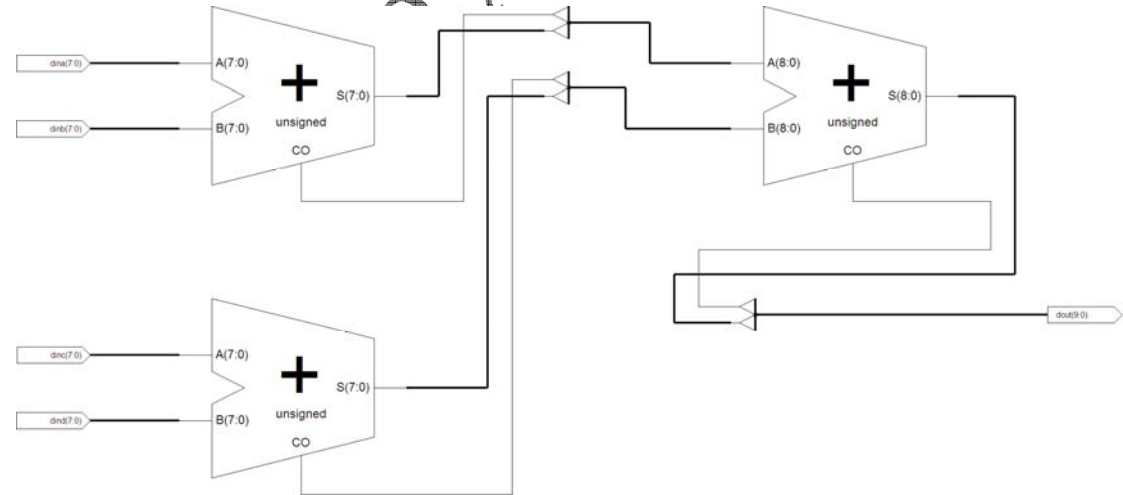 dina(7:0)
A(7:0)
+
S(7:0)
dinb(7:0)
B(7:0)
unsigned
CO
A(8:0)
+
S(8:0)
B(8:0)
unsigned
CO
dout(9:0)
dinc(7:0)
A(7:0)
+
S(7:0)
dind(7:0)
B(7:0)
unsigned
CO